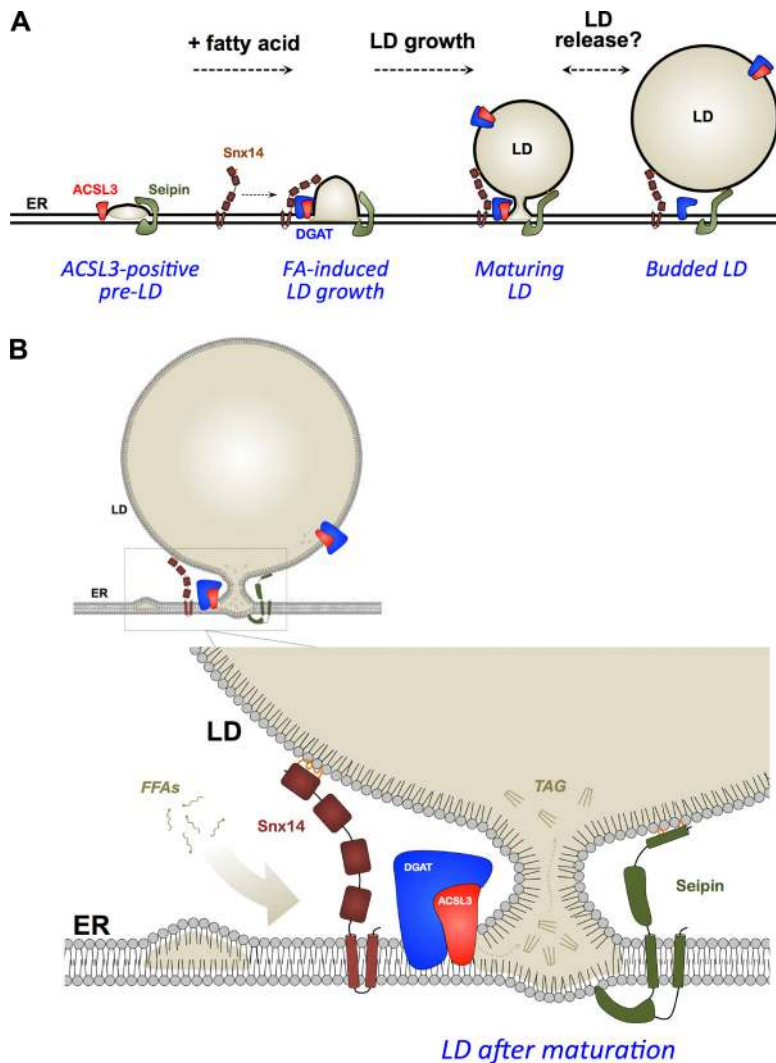 A
+ fatty acid
LD growth
LD
release?
Snx14
ACSL3
Seipin
ER
DGAT
LD
LD
ACSL3-positive
pre-LD
FA-induced
LD growth
Maturing
LD
Budded LD
B
LD
ER
LD
FFAs
TAG
Snx14
DGAT
ACSL3
Seipin
ER
LD after maturation